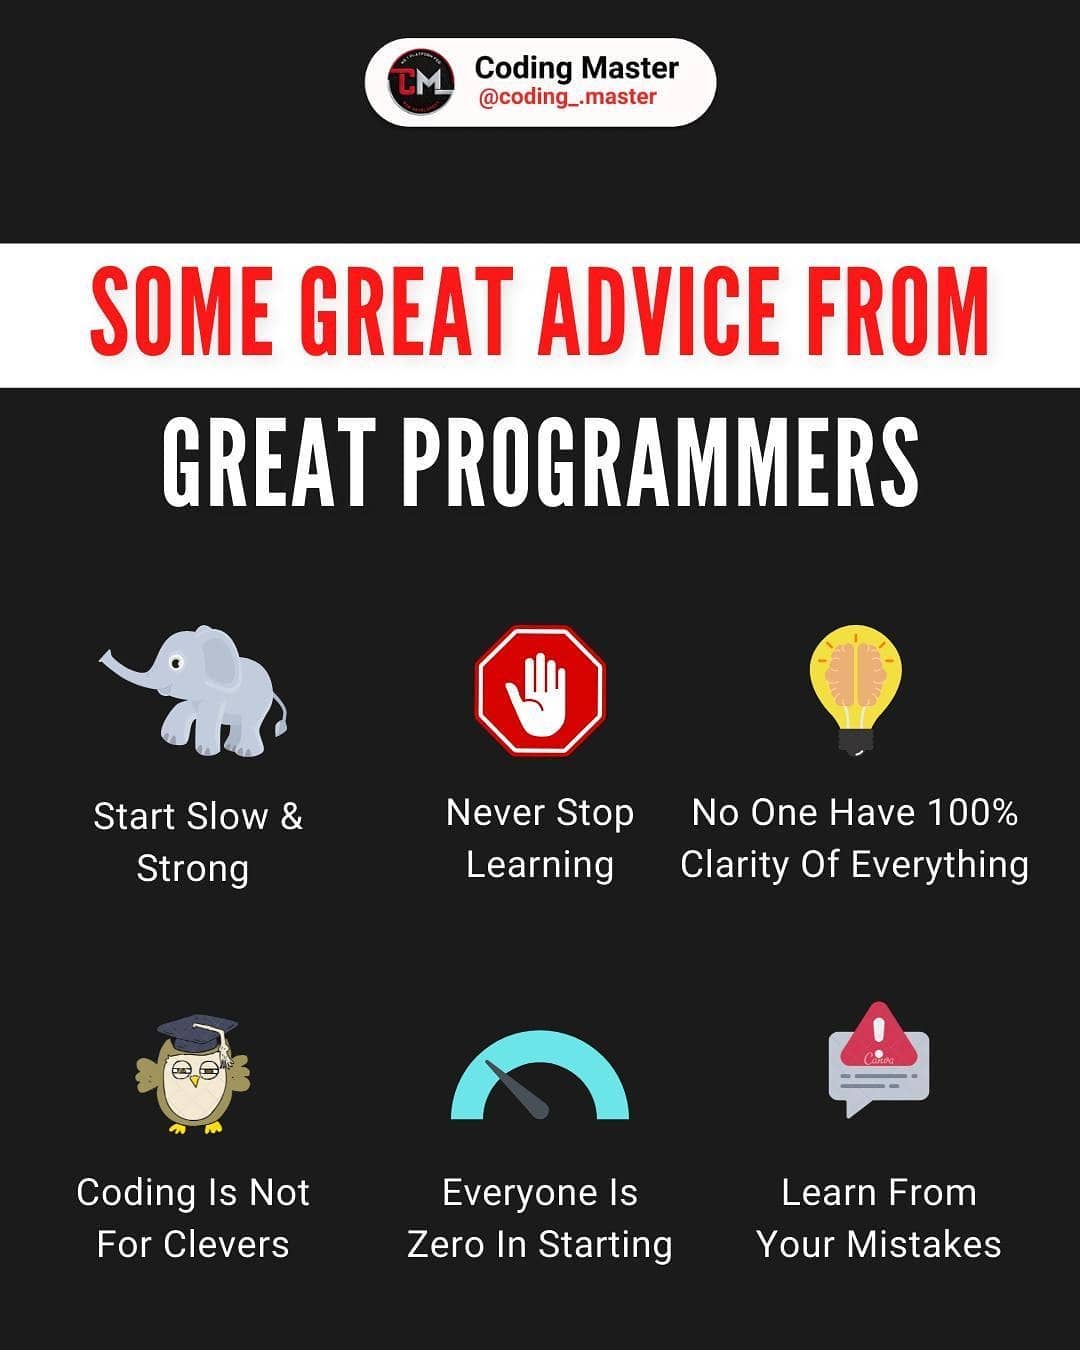 Coding Master
@coding_.master
CM
SOME GREAT ADVICE FROM
GREAT PROGRAMMERS
Start Slow &
Strong
Never Stop
Learning
No One Have 100%
Clarity Of Everything
Canva
Coding Is Not
For Clevers
Everyone Is
Zero In Starting
Learn From
Your Mistakes